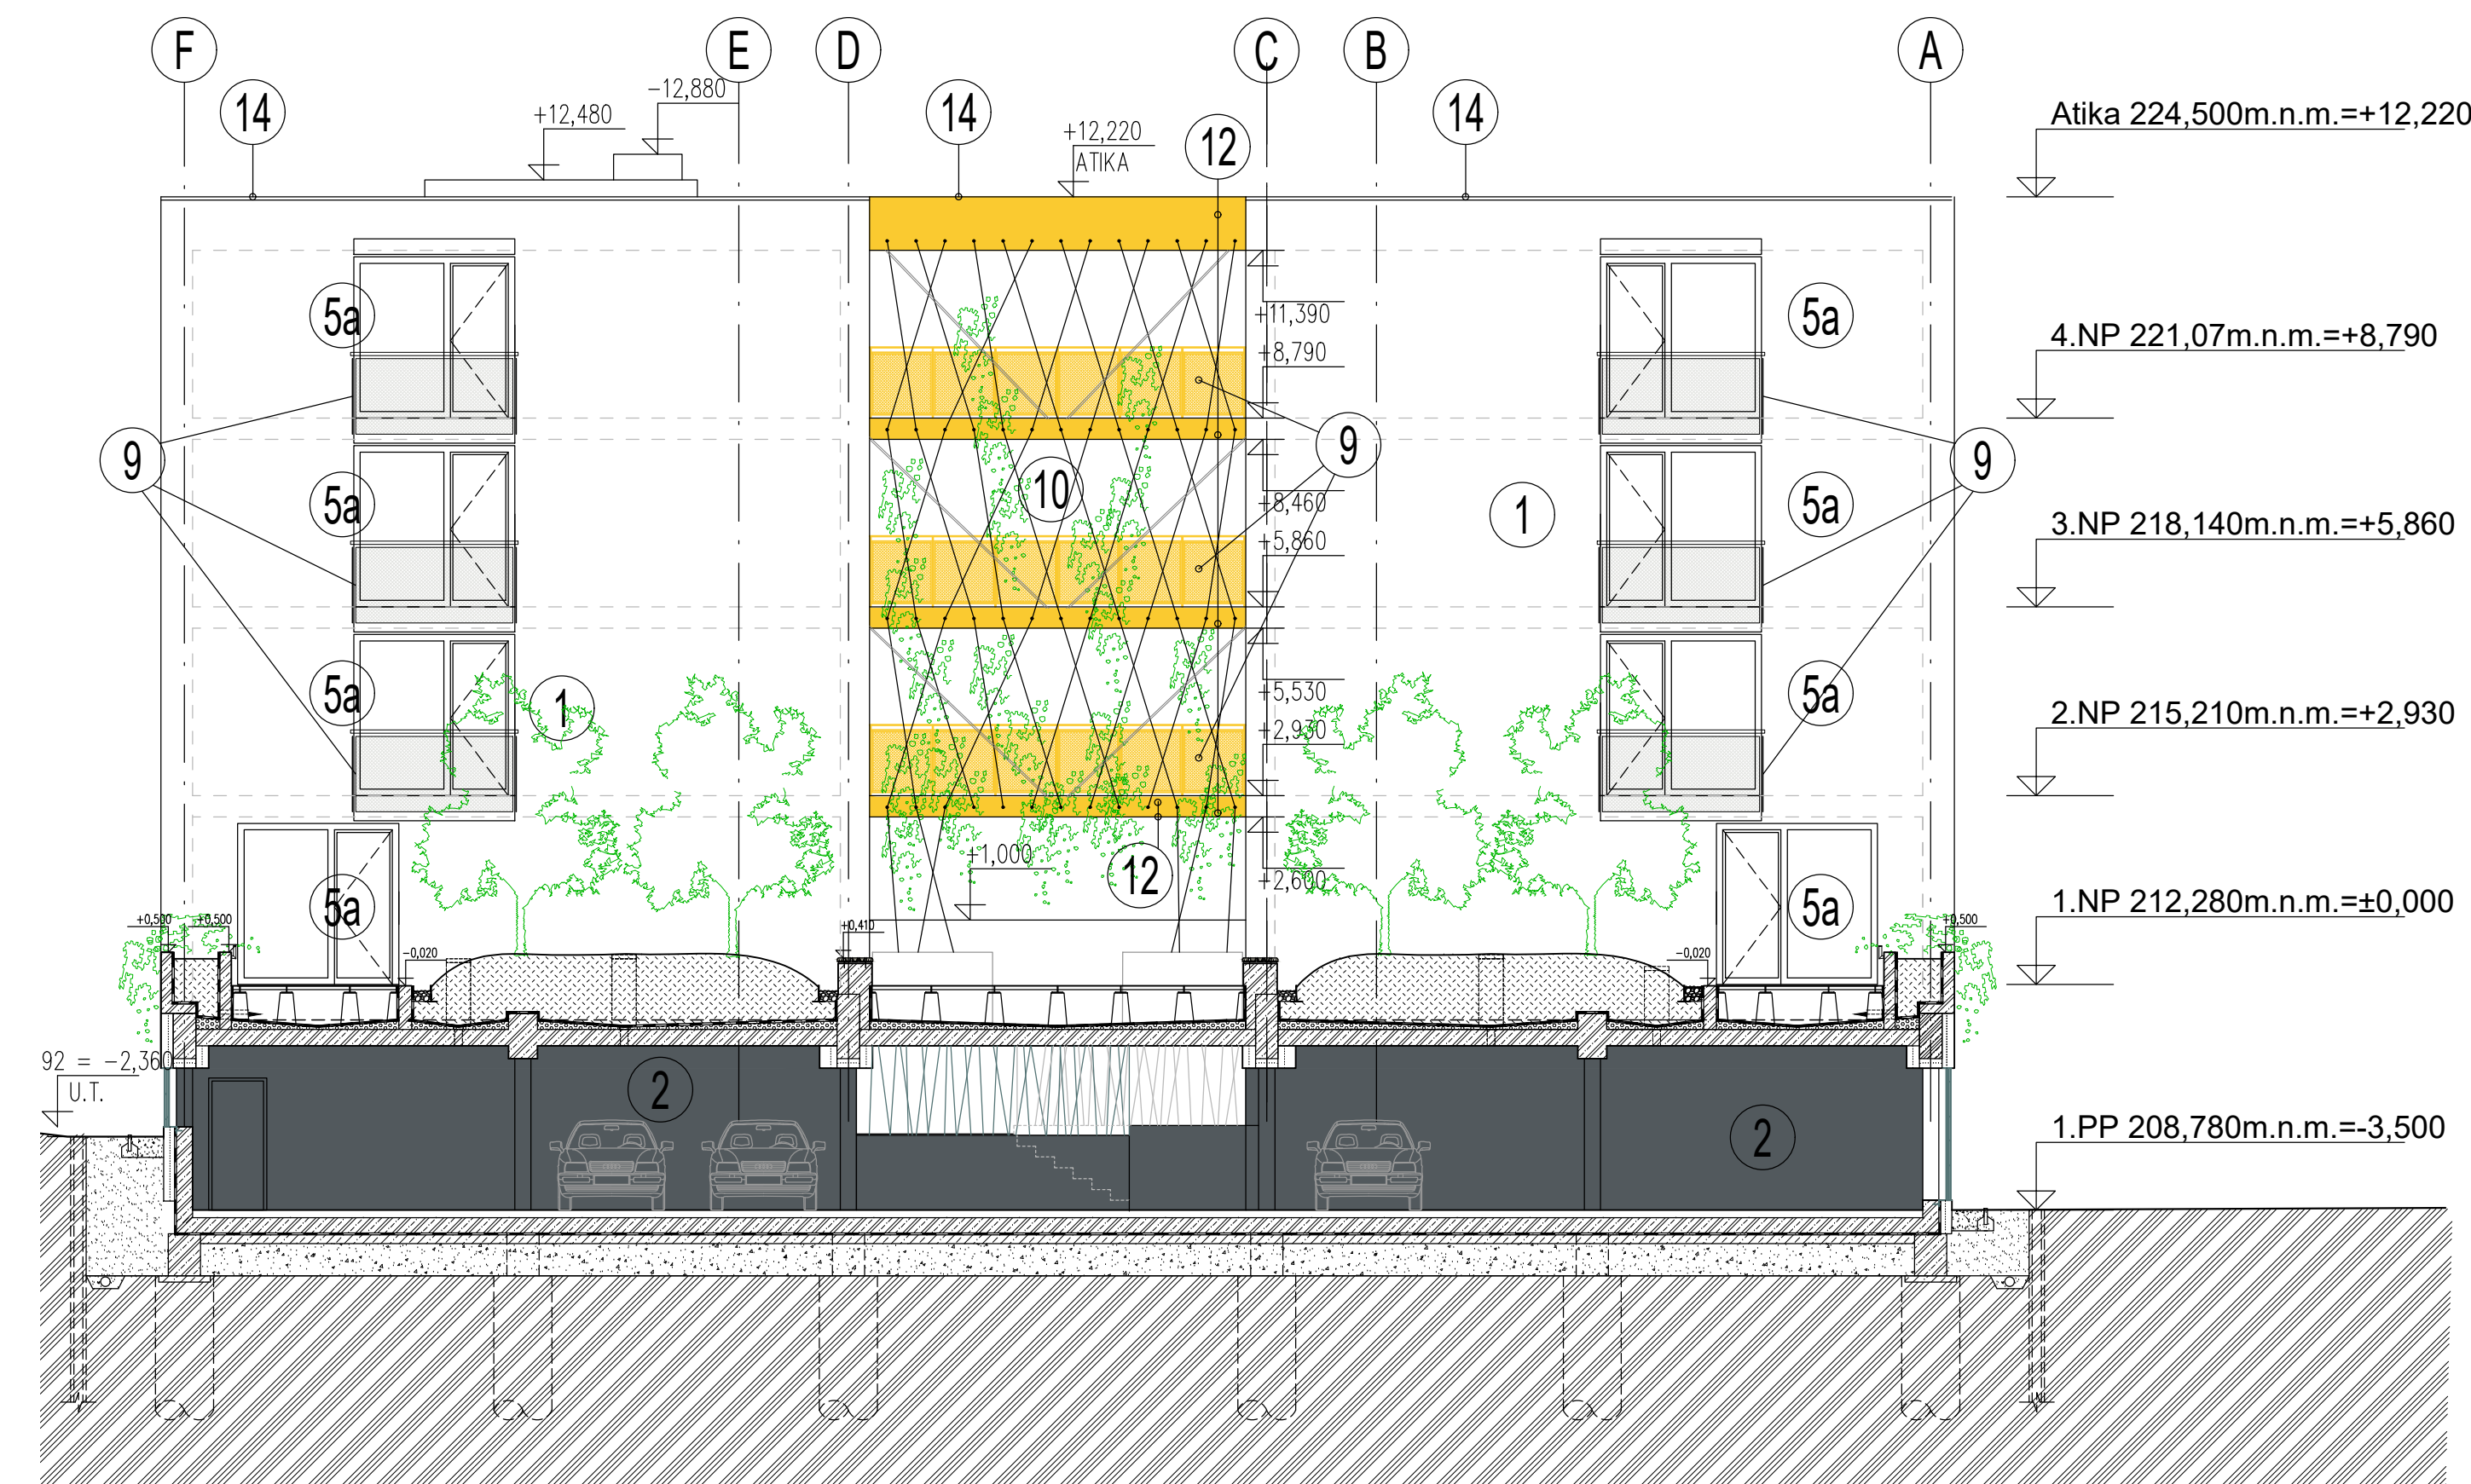 F
E
D
C
B
A
14
+12,480
-12,880
14
+12,220
ATIKA
12
14
Atika 224,500m.n.m.=+12,220
5a
+11,390
+8,790
5a
4.NP 221,07m.n.m.=+8,790
9
9
9
5a
10
+8,460
+5,860
1
5a
3.NP 218,140m.n.m.=+5,860
5a
1
+5,530
+2,930
5a
2.NP 215,210m.n.m.=+2,930
+1,000
12
+2,600
+0,500
+0,500
5a
+0,410
5a
+0,500
1.NP 212,280m.n.m.=±0,000
-0,020
-0,020
92 = -2,360
U.T.
2
2
1.PP 208,780m.n.m.=-3,500